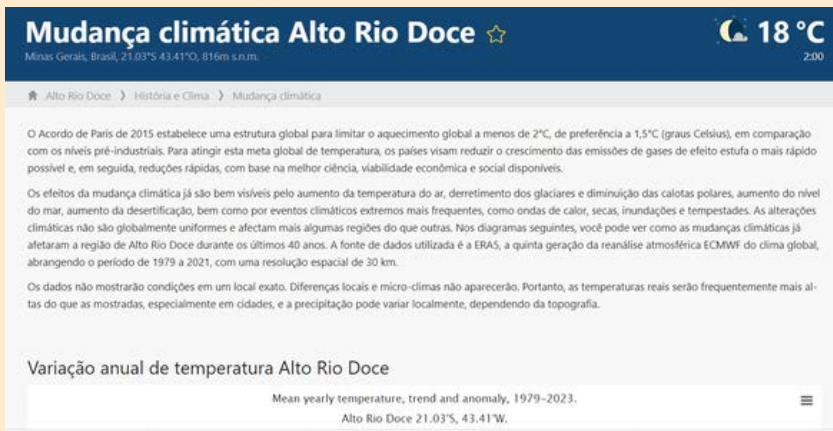 Mudança climática Alto Rio Doce
18 °C
Minas Gerais, Brasil, 21.03°S 43.41°O, 816m s.n.m.
2:00
Alto Rio Doce > História e Clima > Mudança climática
O Acordo de Paris de 2015 estabelece uma estrutura global para limitar o aquecimento global a menos de 2°C, de preferência a 1,5°C (graus Celsius), em comparação
com os níveis pré-industriais. Para atingir esta meta global de temperatura, os países visam reduzir o crescimento das emissões de gases de efeito estufa o mais rápido
possível e, em seguida, reduções rápidas, com base na melhor ciência, viabilidade econômica e social disponíveis.
Os efeitos da mudança climática já são bem visíveis pelo aumento da temperatura do ar, derretimento dos glaciares e diminuição das calotas polares, aumento do nível
do mar, aumento da desertificação, bem como por eventos climáticos extremos mais frequentes, como ondas de calor, secas, inundações e tempestades. As alterações
climáticas não são globalmente uniformes e afectam mais algumas regiões do que outras. Nos diagramas seguintes, você pode ver como as mudanças climáticas já
afetaram a região de Alto Rio Doce durante os últimos 40 anos. A fonte de dados utilizada é a ERA5, a quinta geração da reanálise atmosférica ECMWF do clima global,
abrangendo o período de 1979 a 2021, com uma resolução espacial de 30 km.
Os dados não mostrarão condições em um local exato. Diferenças locais e micro-climas não aparecerão. Portanto, as temperaturas reais serão frequentemente mais al-
tas do que as mostradas, especialmente em cidades, e a precipitação pode variar localmente, dependendo da topografia.
Variação anual de temperatura Alto Rio Doce
Mean yearly temperature, trend and anomaly, 1979-2023.
Alto Rio Doce 21.03°S, 43.41°W.